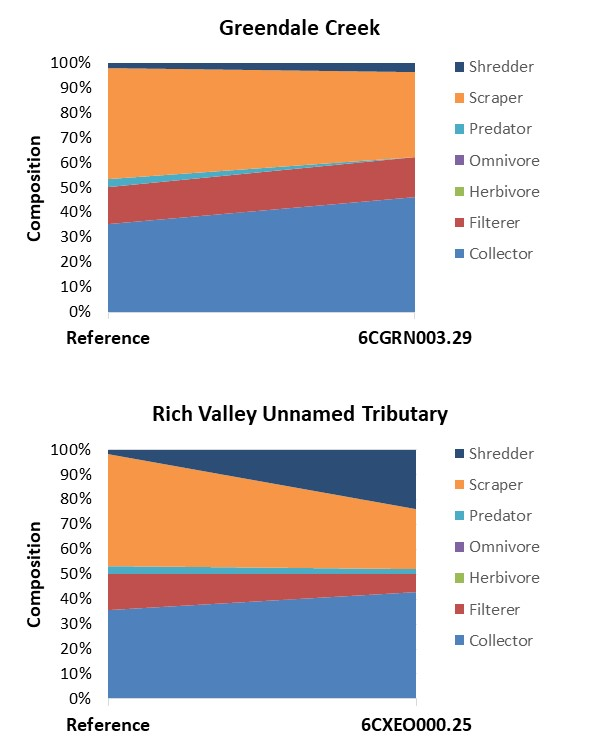 Greendale Creek
100%
90%
80%
70%
60%
50%
40%
30%
20%
10%
0%
Composition
Reference
6CGRN003.29
Shredder
Scraper
Predator
Omnivore
Herbivore
Filterer
Collector
Rich Valley Unnamed Tributary
100%
90%
80%
70%
60%
50%
40%
30%
20%
10%
0%
Composition
Reference
6CXEO000.25
Shredder
Scraper
Predator
Omnivore
Herbivore
Filterer
Collector